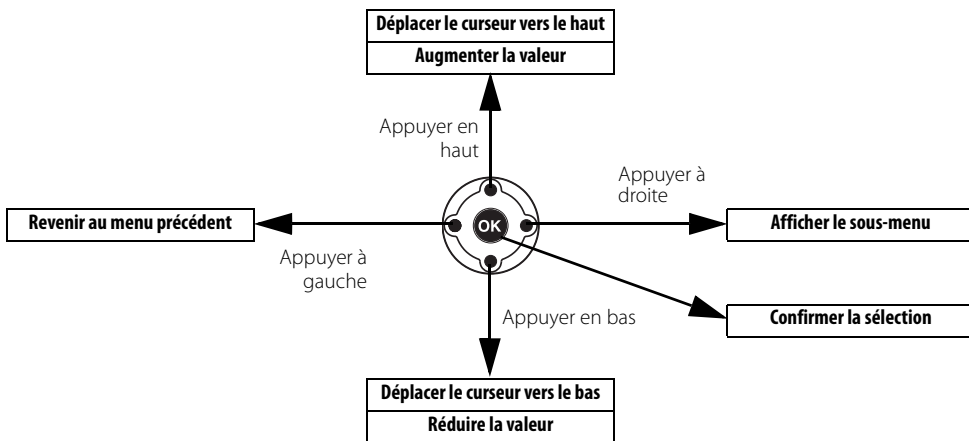 Déplacer le curseur vers le haut
Augmenter la valeur
Appuyer en
haut
Appuyer à
droite
Revenir au menu précédent
OK
Afficher le sous-menu
Appuyer à
gauche
Appuyer en bas
Confirmer la sélection
Déplacer le curseur vers le bas
Réduire la valeur